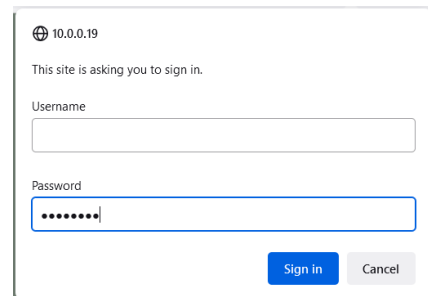 10.0.0.19
This site is asking you to sign in.
Username
Password
••••••••
Sign in Cancel